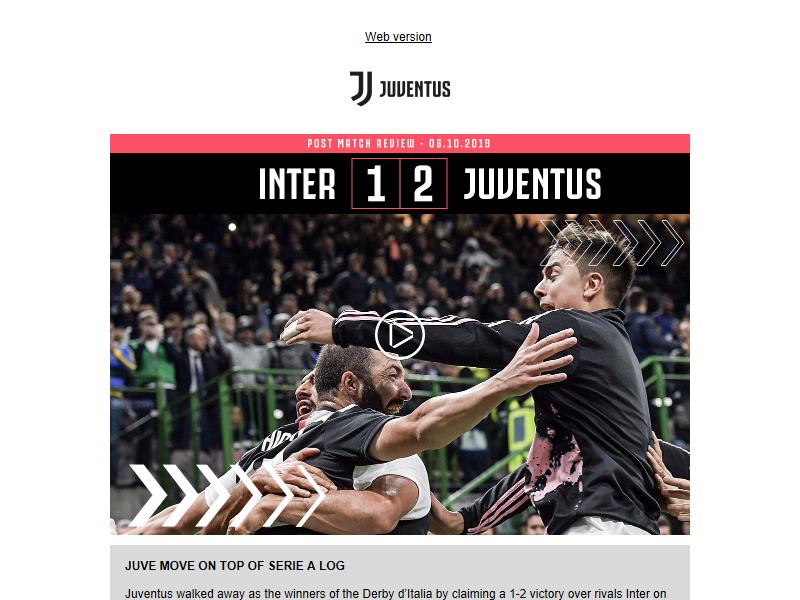 Web version
JUVENTUS
POST MATCH REVIEW - 06.10.2019
INTER 1 2 JUVENTUS
JUVE MOVE ON TOP OF SERIE A LOG
Juventus walked away as the winners of the Derby d'Italia by claiming a 1-2 victory over rivals Inter on